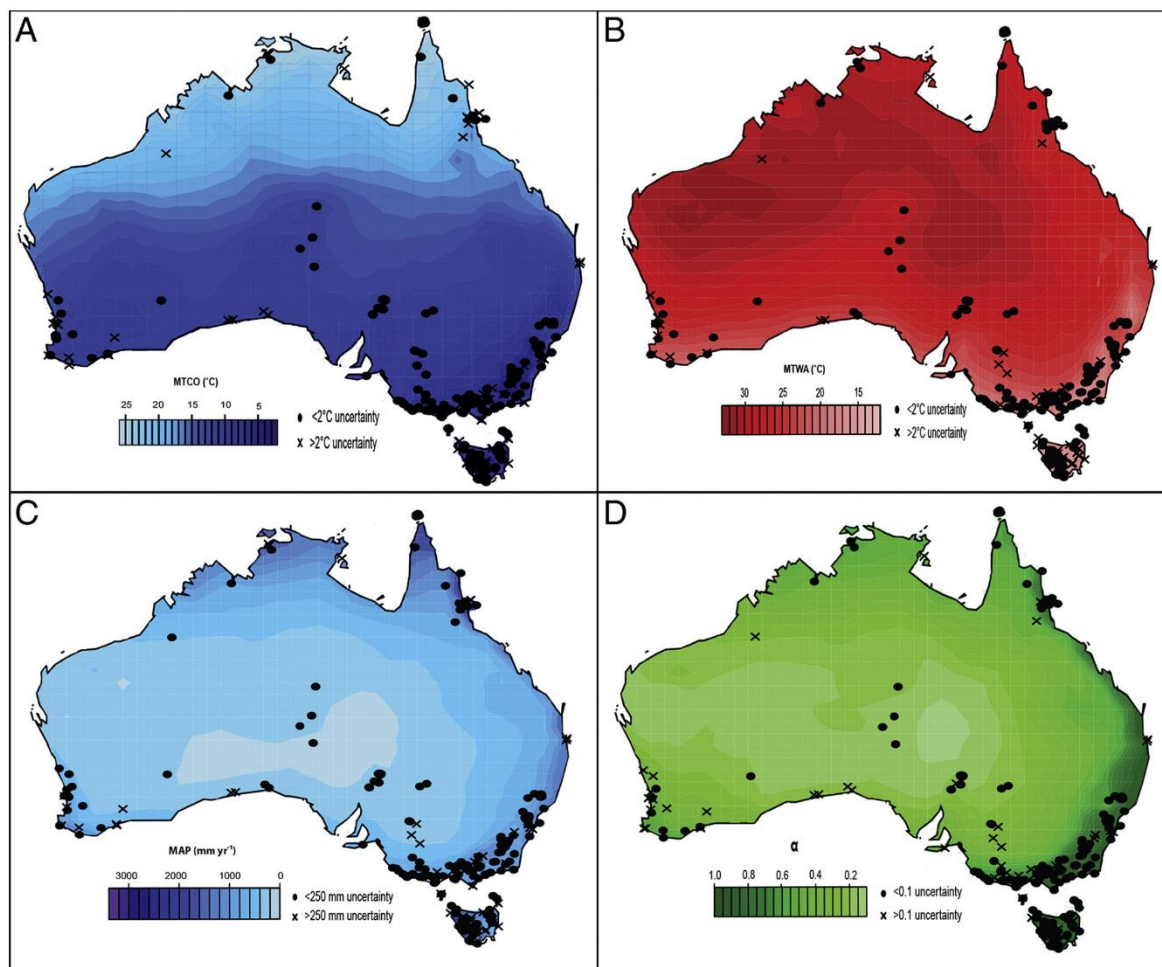 A
MTCO (°C)
25 20 15 10 5
<2°C uncertainty
>2°C uncertainty
B
MTWA (°C)
30 25 20 15
<2°C uncertainty
>2°C uncertainty
C
MAP (mm yr⁻¹)
3000 2000 1000 0
<250 mm uncertainty
>250 mm uncertainty
D
α
1.0 0.8 0.6 0.4 0.2
<0.1 uncertainty
>0.1 uncertainty